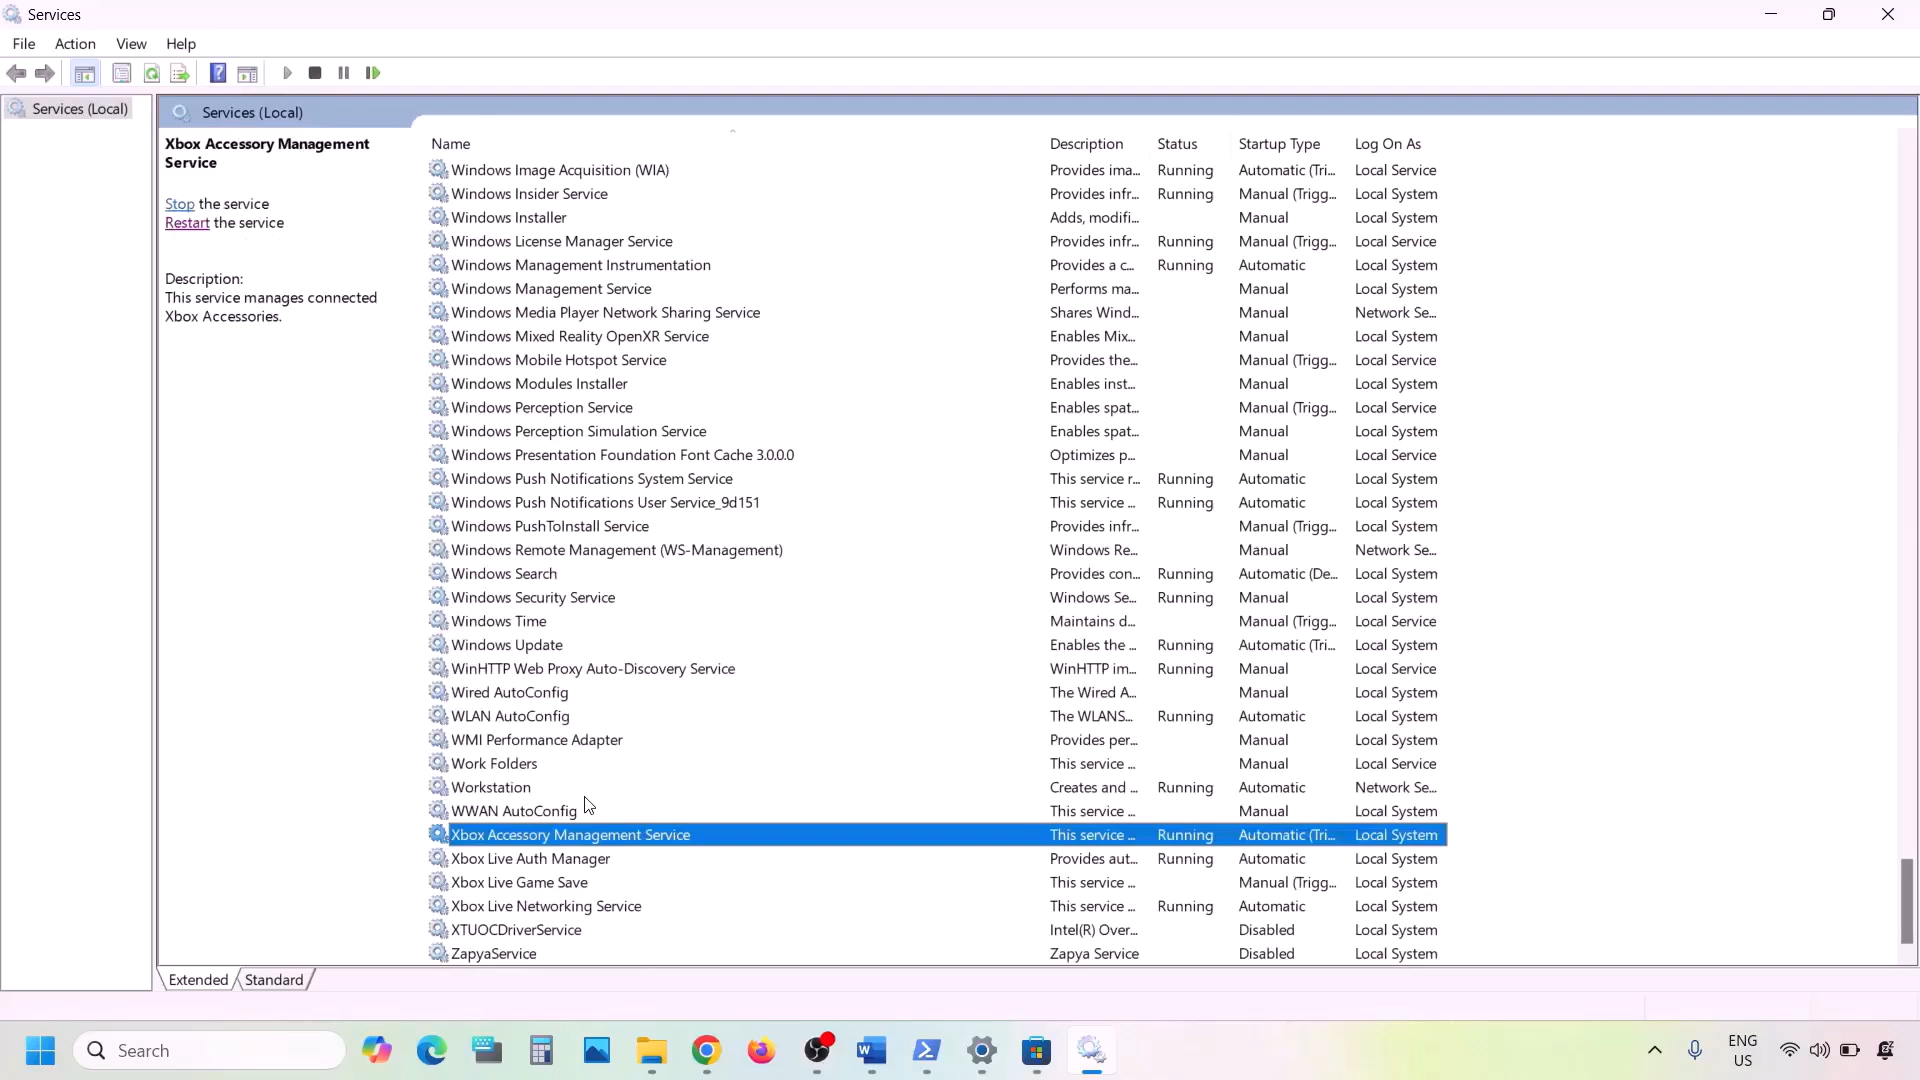 Services
File Action View Help
Services (Local)
Services (Local)
Xbox Accessory Management
Service
Stop the service
Restart the service
Description:
This service manages connected
Xbox Accessories.
Name Description Status Startup Type Log On As
Windows Image Acquisition (WIA) Provides ima... Running Automatic (Tri... Local Service
Windows Insider Service Provides infr... Running Manual (Trigg... Local System
Windows Installer Adds, modifi... Manual Local System
Windows License Manager Service Provides infr... Running Manual (Trigg... Local Service
Windows Management Instrumentation Provides a c... Running Automatic Local System
Windows Management Service Performs ma... Manual Local System
Windows Media Player Network Sharing Service Shares Wind... Manual Network Se...
Windows Mixed Reality OpenXR Service Enables Mix... Manual Local System
Windows Mobile Hotspot Service Provides the... Manual (Trigg... Local Service
Windows Modules Installer Enables inst... Manual Local System
Windows Perception Service Enables spat... Manual (Trigg... Local Service
Windows Perception Simulation Service Enables spat... Manual Local System
Windows Presentation Foundation Font Cache 3.0.0.0 Optimizes p... Manual Local Service
Windows Push Notifications System Service This service r... Running Automatic Local System
Windows Push Notifications User Service_9d151 This service ... Running Automatic Local System
Windows PushToInstall Service Provides infr... Manual (Trigg... Local System
Windows Remote Management (WS-Management) Windows Re... Manual Network Se...
Windows Search Provides con... Running Automatic (De... Local System
Windows Security Service Windows Se... Running Manual Local System
Windows Time Maintains d... Manual (Trigg... Local Service
Windows Update Enables the ... Running Automatic (Tri... Local System
WinHTTP Web Proxy Auto-Discovery Service WinHTTP im... Running Manual Local Service
Wired AutoConfig The Wired A... Manual Local System
WLAN AutoConfig The WLANS... Running Automatic Local System
WMI Performance Adapter Provides per... Manual Local System
Work Folders This service ... Manual Local Service
Workstation Creates and ... Running Automatic Network Se...
WWAN AutoConfig This service ... Manual Local System
Xbox Accessory Management Service This service ... Running Automatic (Tri... Local System
Xbox Live Auth Manager Provides aut... Running Automatic Local System
Xbox Live Game Save This service ... Manual (Trigg... Local System
Xbox Live Networking Service This service ... Running Automatic Local System
XTUOCDriverService Intel(R) Over... Disabled Local System
ZapyaService Zapya Service Disabled Local System
Extended Standard
Search
ENG
US